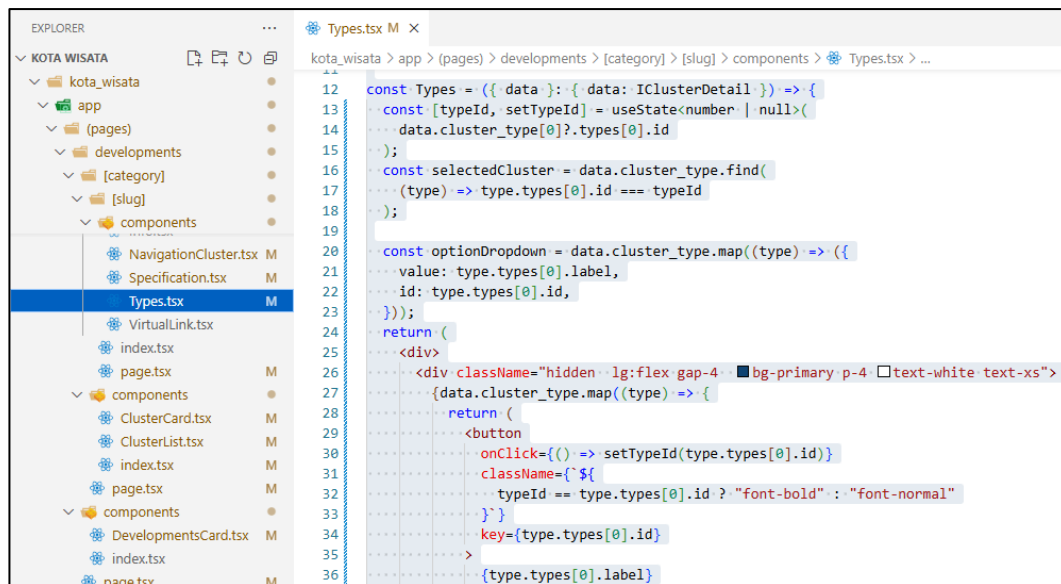 EXPLORER
KOTA WISATA
kota_wisata
app
(pages)
developments
[category]
[slug]
components
NavigationCluster.tsx M
Specification.tsx M
Types.tsx M
VirtualLink.tsx
index.tsx
page.tsx M
components
ClusterCard.tsx M
ClusterList.tsx M
index.tsx M
page.tsx M
components
DevelopmentsCard.tsx M
index.tsx
page.tsx M
Types.tsx M ×
kota_wisata > app > (pages) > developments > [category] > [slug] > components > Types.tsx > ...
11
12 const Types = ({ data }: { data: IClusterDetail }) => {
13 const [typeId, setTypeId] = useState<number | null>(
14 data.cluster_type[0]?.types[0].id
15 );
16 const selectedCluster = data.cluster_type.find(
17 (type) => type.types[0].id === typeId
18 );
19
20 const optionDropdown = data.cluster_type.map((type) => ({
21 value: type.types[0].label,
22 id: type.types[0].id,
23 }));
24 return (
25 <div>
26 <div className="hidden  lg:flex gap-4  bg-primary p-4 text-white text-xs">
27 {data.cluster_type.map((type) => {
28 return (
29 <button
30 onClick={() => setTypeId(type.types[0].id)}
31 className={`${
32 typeId == type.types[0].id ? "font-bold" : "font-normal"
33 }`}
34 key={type.types[0].id}
35 >
36 {type.types[0].label}